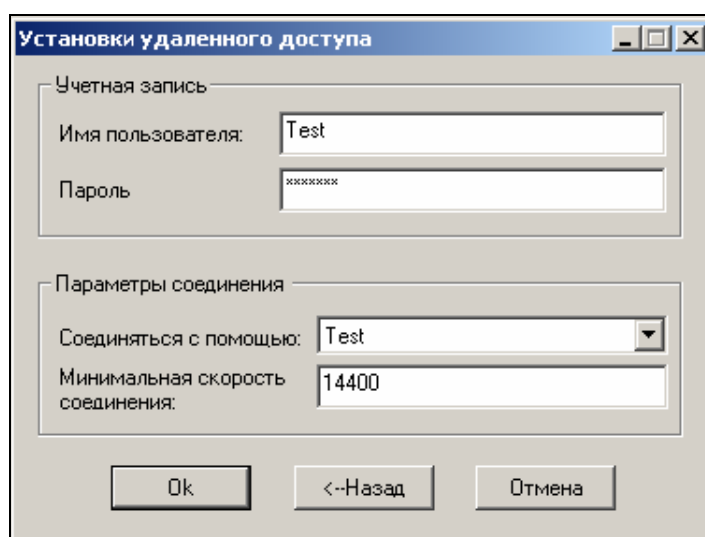 Установки удаленного доступа
Учетная запись
Имя пользователя: Test
Пароль *******
Параметры соединения
Соединяться с помощью: Test
Минимальная скорость 14400
соединения:
Ok <--Назад Отмена